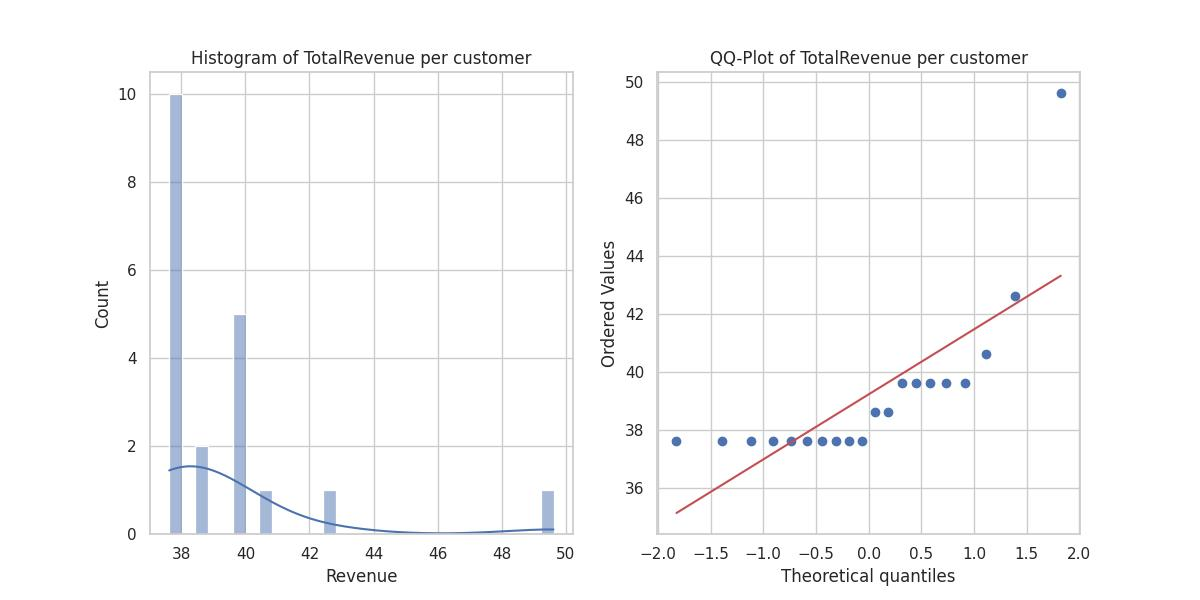 Histogram of TotalRevenue per customer
10
8
6
4
2
0
Count
38 40 42 44 46 48 50
Revenue
QQ-Plot of TotalRevenue per customer
50
48
46
44
42
40
38
36
Ordered Values
−2.0 −1.5 −1.0 −0.5 0.0 0.5 1.0 1.5 2.0
Theoretical quantiles